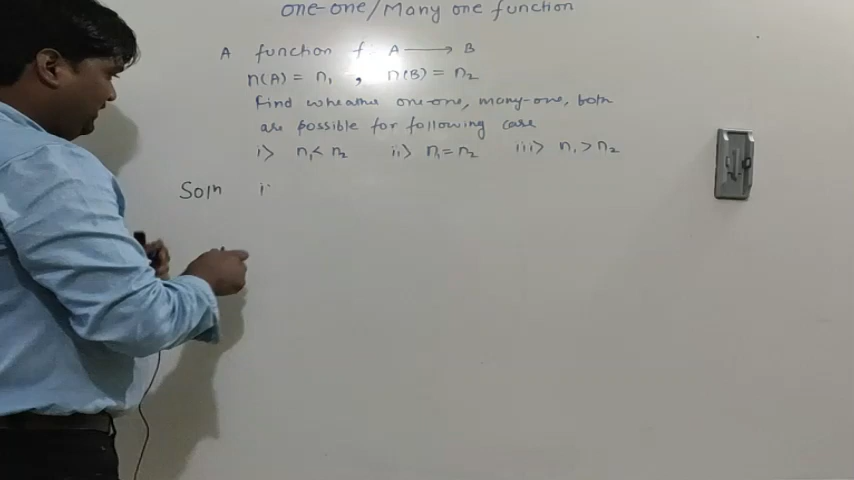 one-one/Many one function
A function f A ⟶ B
n(A) = n₁ , n(B) = n₂
Find wheathe one-one, many-one, both
are possible for following case
i> n₁< n₂ ii> n₁= n₂ iii> n₁ > n₂
Soln i